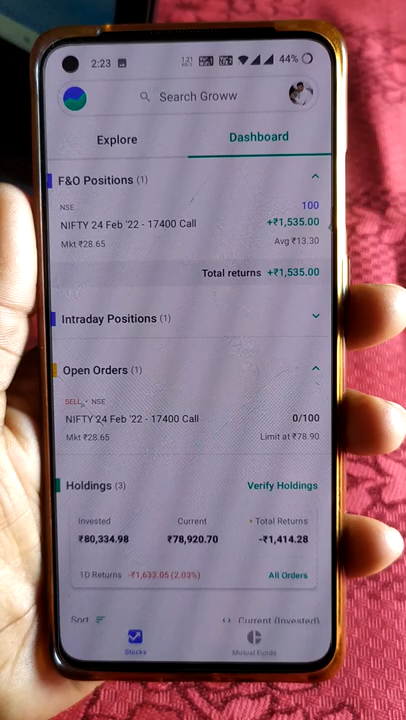 2:23
44%
Search Groww
Explore
Dashboard
F&O Positions (1)
NSE
100
NIFTY 24 Feb '22 - 17400 Call
+₹1,535.00
Mkt ₹28.65
Avg ₹13.30
Total returns +₹1,535.00
Intraday Positions (1)
Open Orders (1)
SELL NSE
NIFTY 24 Feb '22 - 17400 Call
0/100
Mkt ₹28.65
Limit at ₹78.90
Holdings (3)
Verify Holdings
Invested
Current
Total Returns
₹80,334.98
₹78,920.70
-₹1,414.28
1D Returns -₹1,633.05 (2.03%)
All Orders
Sort
<> Current (Invested)
Stocks
Mutual Funds